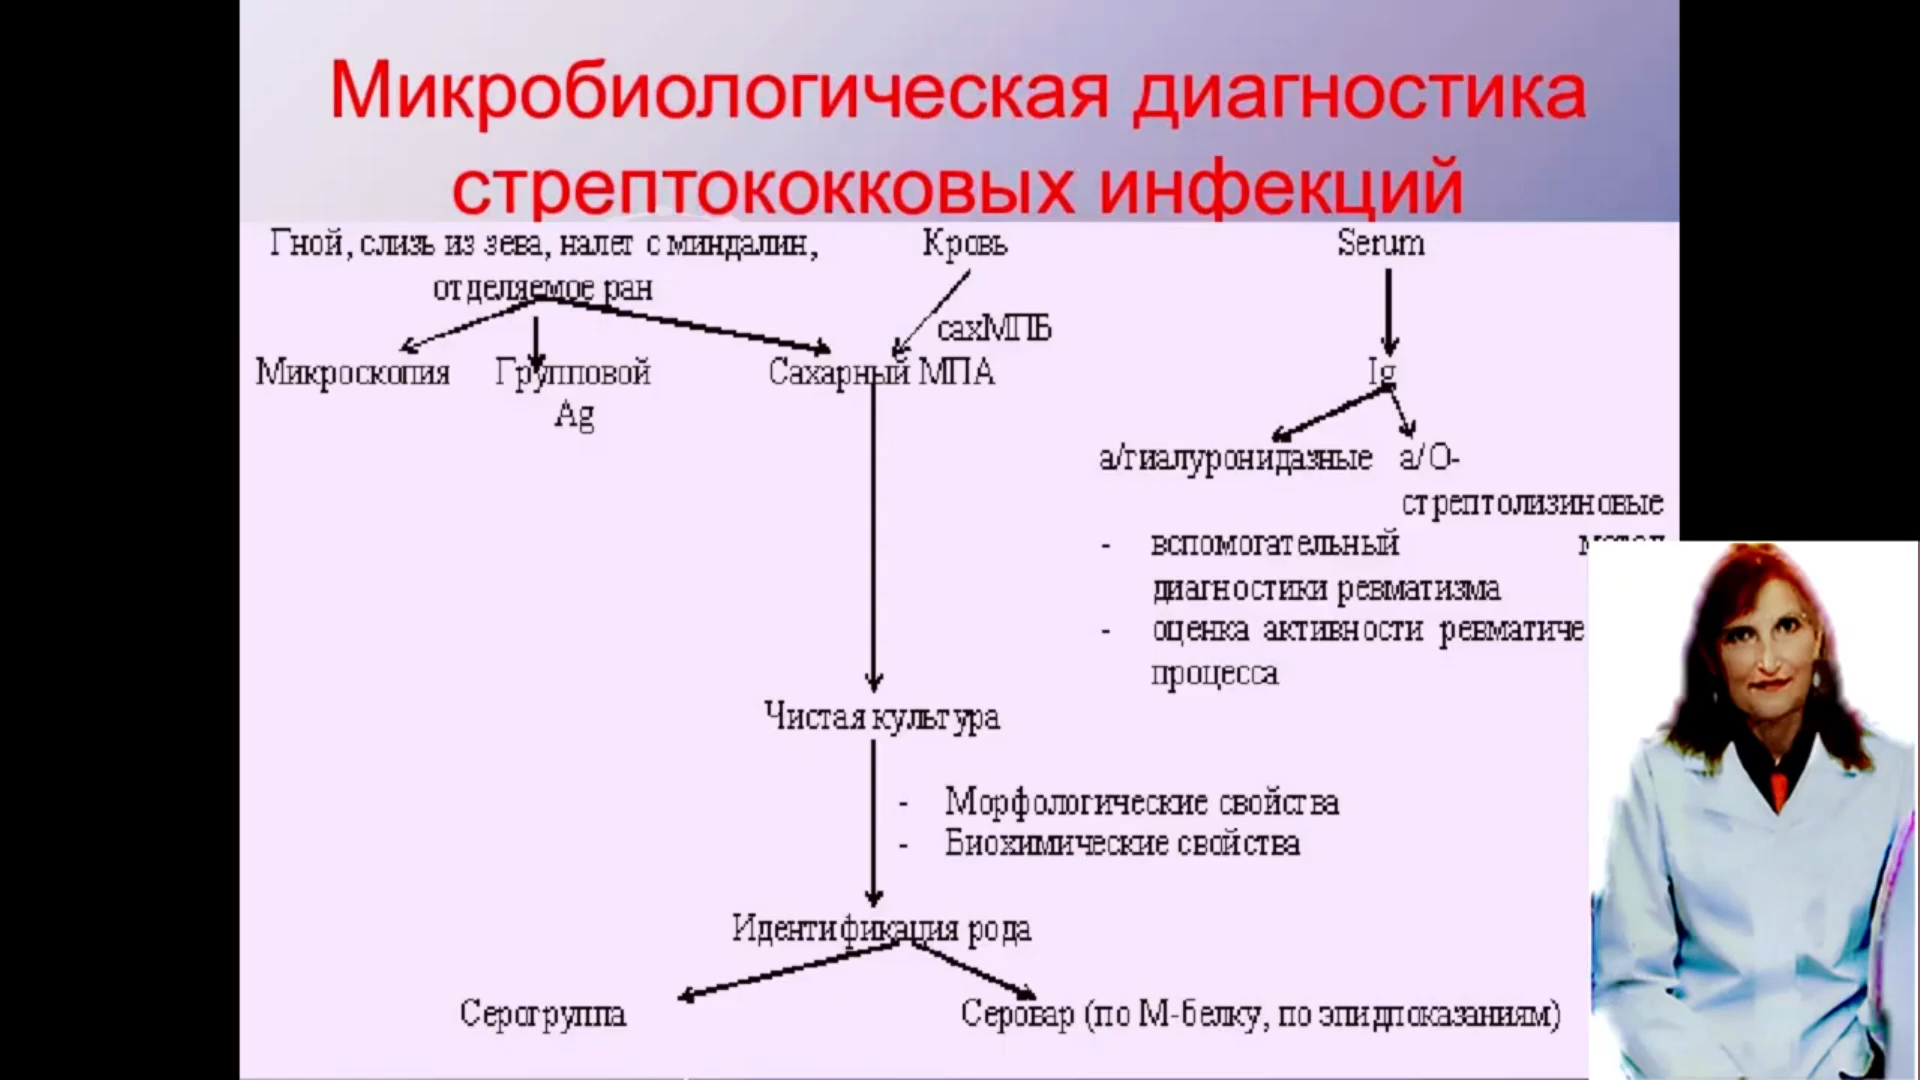 Микробиологическая диагностика
стрептококковых инфекций
Гной, слизь из зева, налет с миндалин,
отделяемое ран
Кровь
Serum
сахМПБ
Микроскопия
Групповой
Ag
Сахарный МПА
Ig
а/гиалуронидазные
а/О-
стрептолизиновые
- вспомогательный
диагностики ревматизма
- оценка активности ревматиче
процесса
Чистая культура
- Морфологические свойства
- Биохимические свойства
Идентификация рода
Серогруппа
Серовар (по М-белку, по эпидпоказаниям)